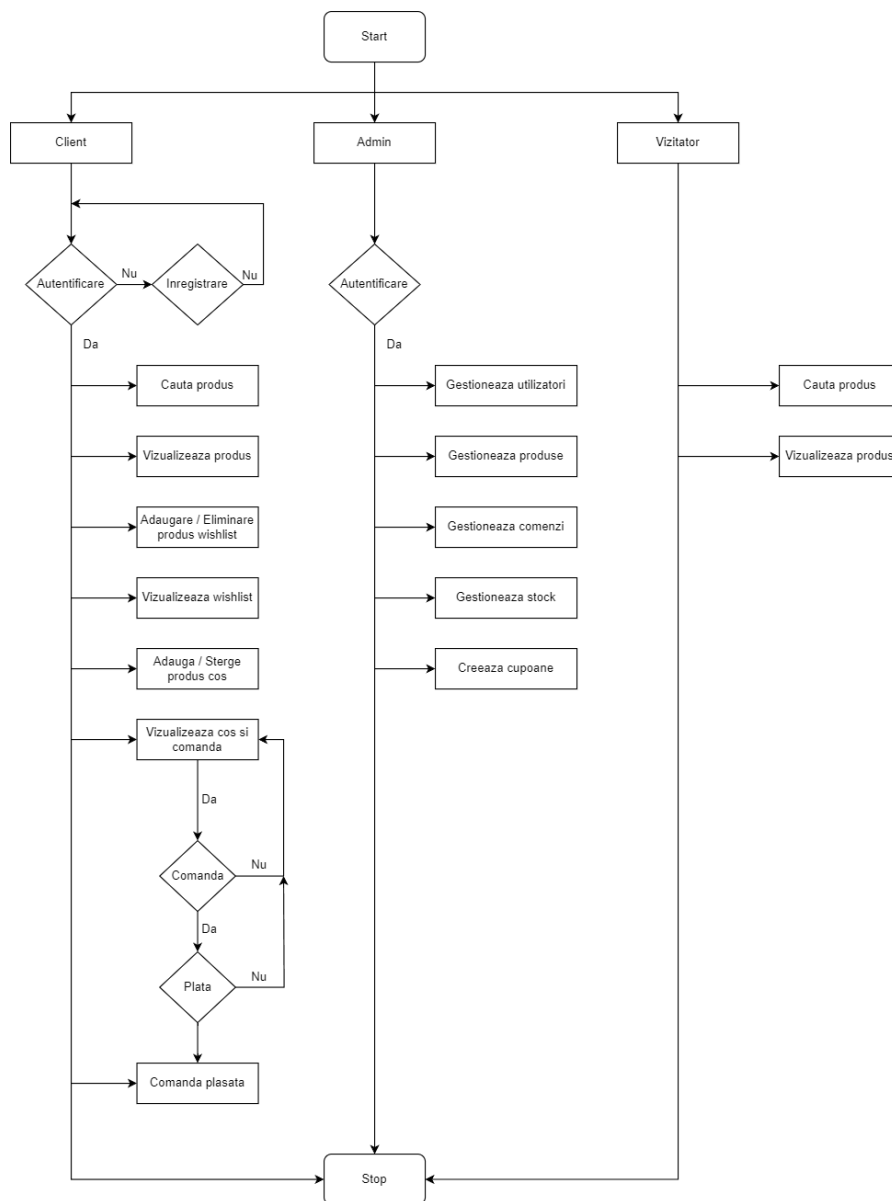 Start
Client
Admin
Vizitator
Autentificare
Nu
Inregistrare
Nu
Autentificare
Da
Da
Cauta produs
Gestioneaza utilizatori
Cauta produs
Vizualizeaza produs
Gestioneaza produse
Vizualizeaza produs
Adaugare / Eliminare
produs wishlist
Gestioneaza comenzi
Vizualizeaza wishlist
Gestioneaza stock
Adauga / Sterge
produs cos
Creeaza cupoane
Vizualizeaza cos si
comanda
Da
Comanda
Nu
Da
Plata
Nu
Comanda plasata
Stop